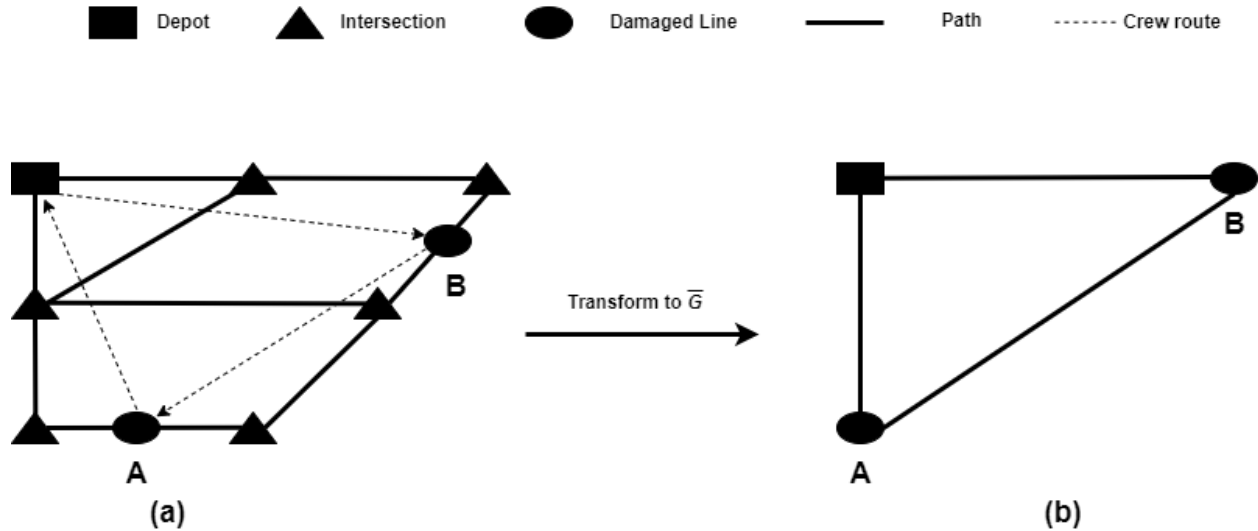 Depot Intersection Damaged Line Path Crew route
B
B
Transform to G̅
A
A
(a)
(b)